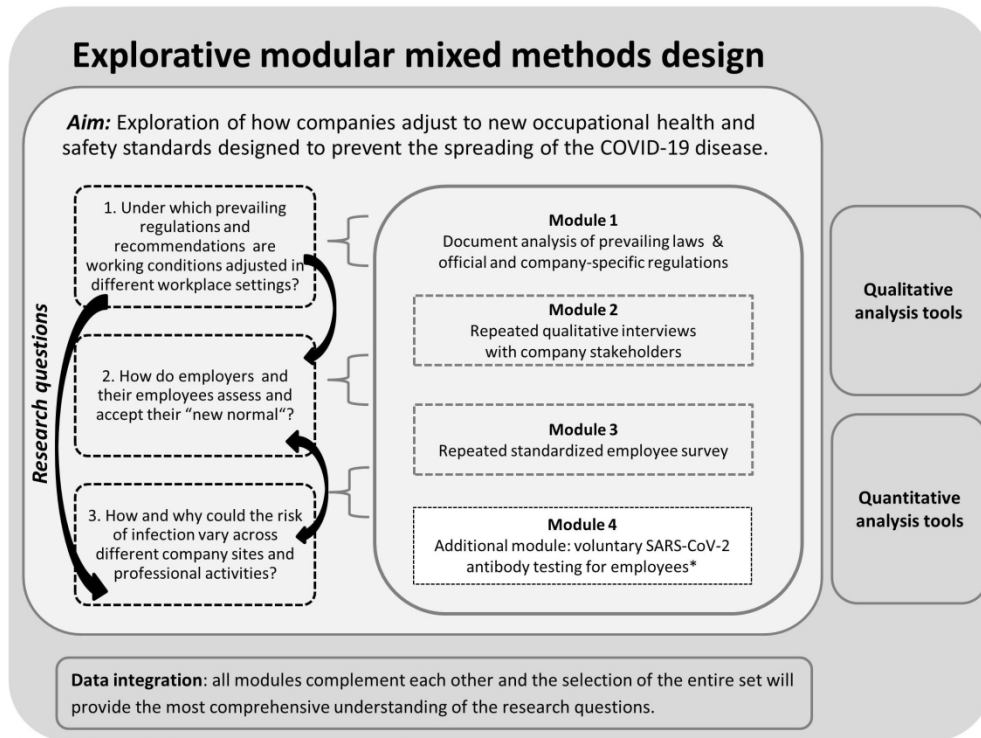 Explorative modular mixed methods design
Aim: Exploration of how companies adjust to new occupational health and
safety standards designed to prevent the spreading of the COVID-19 disease.
Research questions
1. Under which prevailing
regulations and
recommendations are
working conditions adjusted in
different workplace settings?
2. How do employers and
their employees assess and
accept their “new normal“?
3. How and why could the risk
of infection vary across
different company sites and
professional activities?
Module 1
Document analysis of prevailing laws &
official and company-specific regulations
Module 2
Repeated qualitative interviews
with company stakeholders
Module 3
Repeated standardized employee survey
Module 4
Additional module: voluntary SARS-CoV-2
antibody testing for employees*
Qualitative
analysis tools
Quantitative
analysis tools
Data integration: all modules complement each other and the selection of the entire set will
provide the most comprehensive understanding of the research questions.